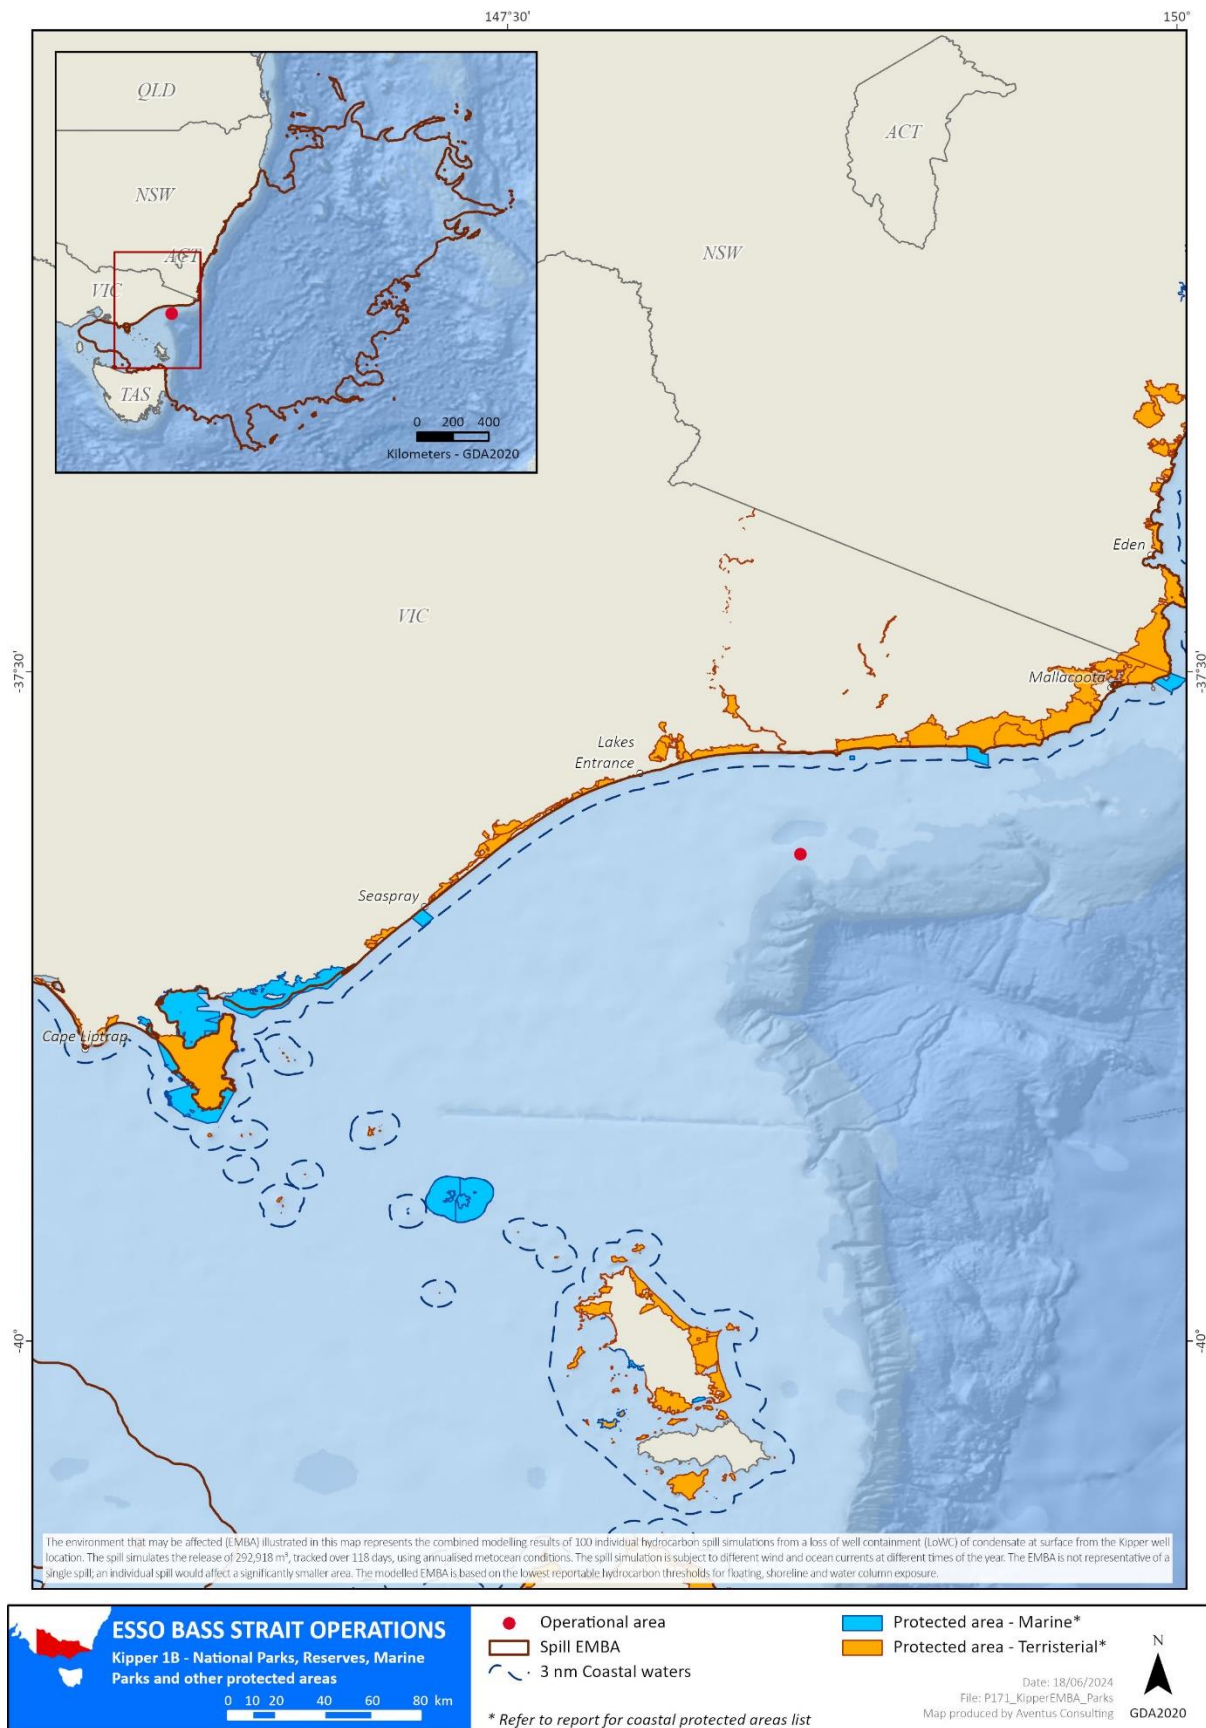 147°30'
150°
QLD
NSW
ACT
VIC
TAS
0 200 400
Kilometers - GDA2020
ACT
NSW
Eden
VIC
-37°30'
-37°30'
Mallacoota
Lakes
Entrance
Seaspray
Cape Liptrap
-40°
-40°
The environment that may be affected (EMBA) illustrated in this map represents the combined modelling results of 100 individual hydrocarbon spill simulations from a loss of well containment (LoWC) of condensate at surface from the Kipper well
location. The spill simulates the release of 292,918 m³, tracked over 118 days, using annualised metocean conditions. The spill simulation is subject to different wind and ocean currents at different times of the year. The EMBA is not representative of a
single spill; an individual spill would affect a significantly smaller area. The modelled EMBA is based on the lowest reportable hydrocarbon thresholds for floating, shoreline and water column exposure.
ESSO BASS STRAIT OPERATIONS
Kipper 1B - National Parks, Reserves, Marine
Parks and other protected areas
0 10 20 40 60 80 km
Operational area
Spill EMBA
3 nm Coastal waters
* Refer to report for coastal protected areas list
Protected area - Marine*
Protected area - Terristerial*
Date: 18/06/2024
File: P171_KipperEMBA_Parks
Map produced by Aventus Consulting
N
GDA2020